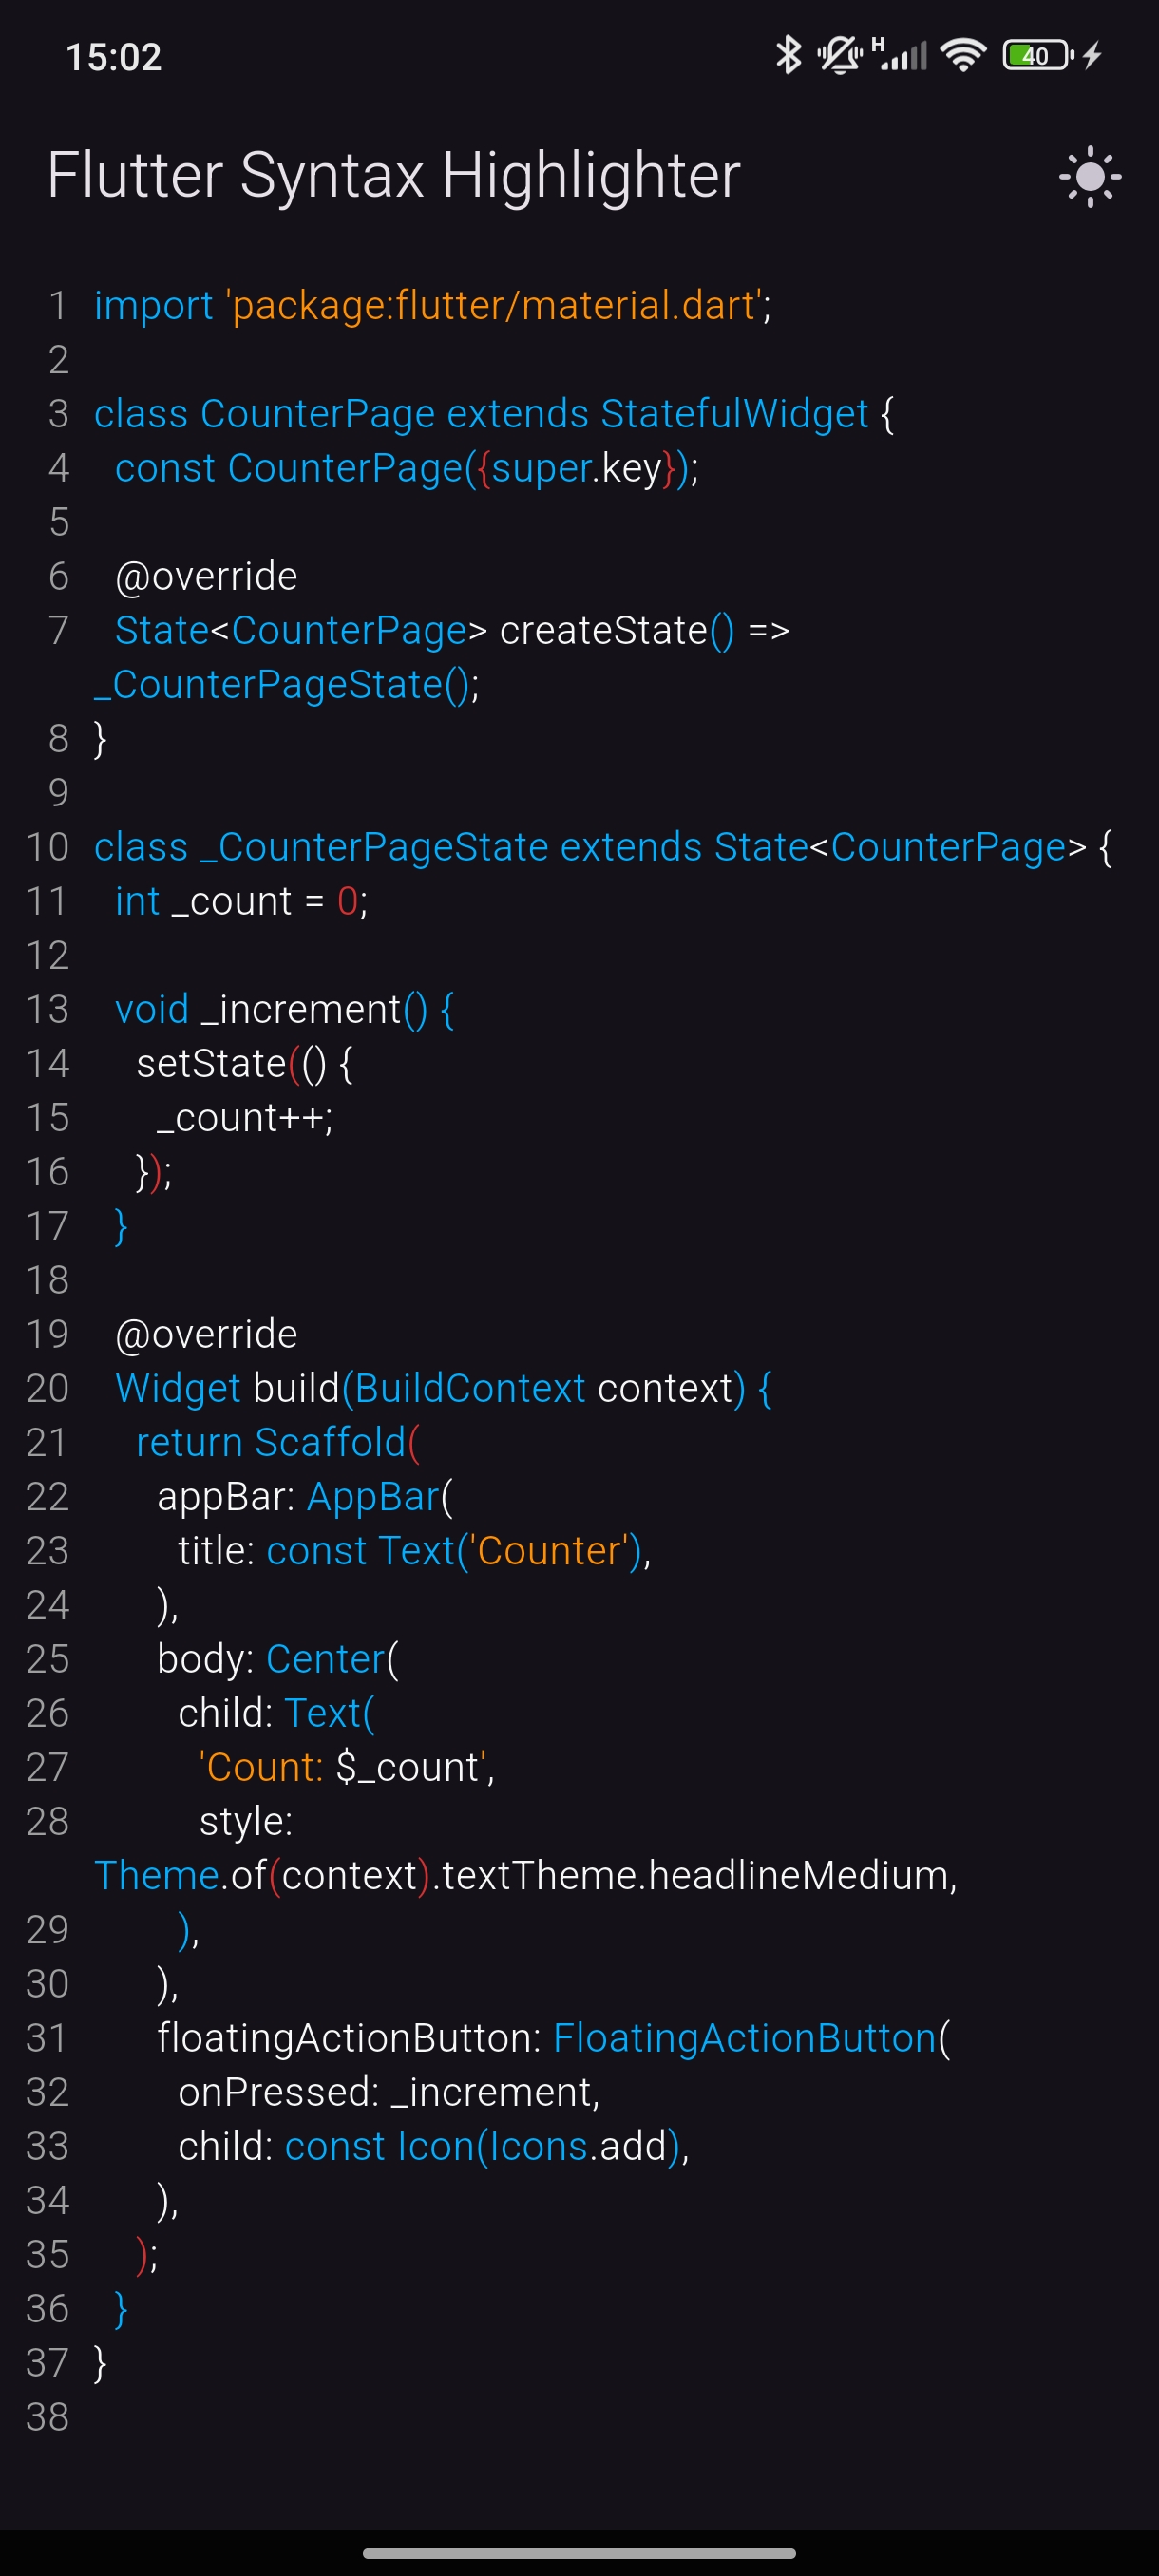 15:02
H
40
Flutter Syntax Highlighter
1 import 'package:flutter/material.dart';
2
3 class CounterPage extends StatefulWidget {
4   const CounterPage({super.key});
5
6   @override
7   State<CounterPage> createState() =>
_CounterPageState();
8 }
9
10 class _CounterPageState extends State<CounterPage> {
11   int _count = 0;
12
13   void _increment() {
14     setState(() {
15       _count++;
16     });
17   }
18
19   @override
20   Widget build(BuildContext context) {
21     return Scaffold(
22       appBar: AppBar(
23         title: const Text('Counter'),
24       ),
25       body: Center(
26         child: Text(
27           'Count: $_count',
28           style:
Theme.of(context).textTheme.headlineMedium,
29         ),
30       ),
31       floatingActionButton: FloatingActionButton(
32         onPressed: _increment,
33         child: const Icon(Icons.add),
34       ),
35     );
36   }
37 }
38